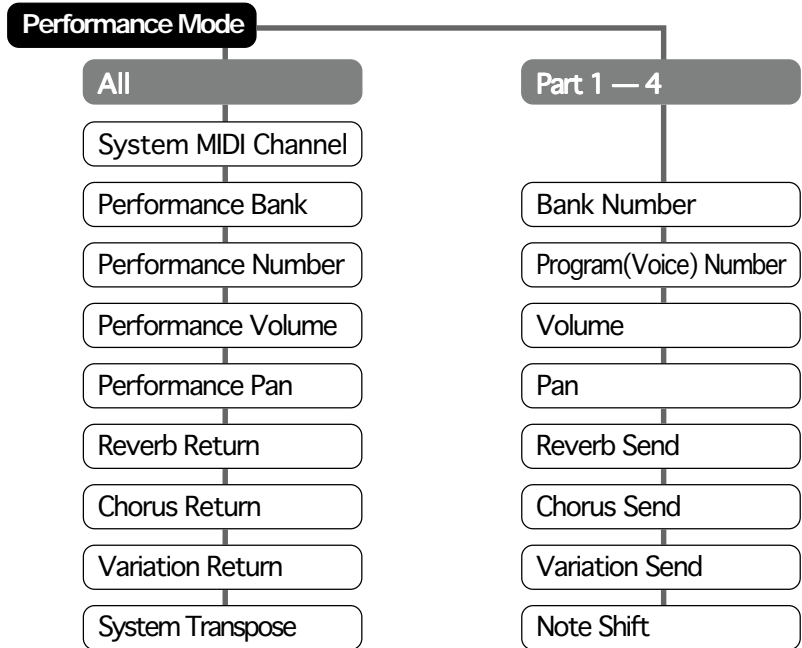 Performance Mode
All
System MIDI Channel
Performance Bank
Performance Number
Performance Volume
Performance Pan
Reverb Return
Chorus Return
Variation Return
System Transpose
Part 1 — 4
Bank Number
Program(Voice) Number
Volume
Pan
Reverb Send
Chorus Send
Variation Send
Note Shift